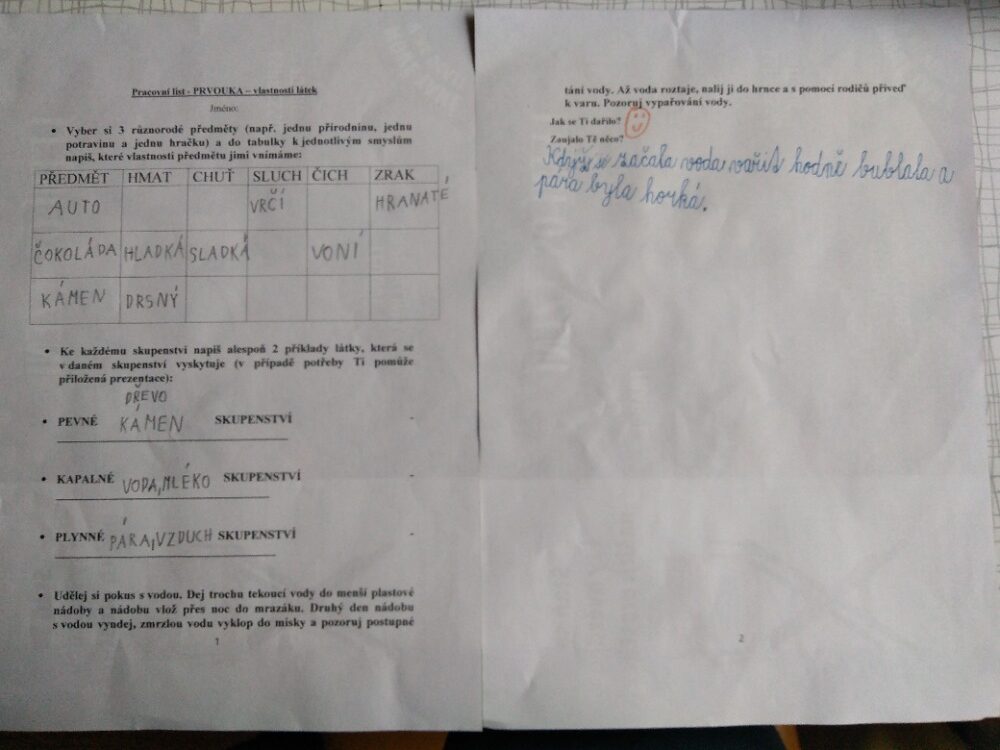 Pracovní list - PRVOUKA – vlastnosti látek
Jméno:
• Vyber si 3 různorodé předměty (např. jednu přírodninu, jednu
potravinu a jednu hračku) a do tabulky k jednotlivým smyslům
napiš, které vlastnosti předmětu jimi vnímáme:
PŘEDMĚT HMAT CHUŤ SLUCH ČICH ZRAK
AUTO VRČÍ HRANATÉ
ČOKOLÁDA HLADKÁ SLADKÁ VONÍ
KÁMEN DRSNÝ
• Ke každému skupenství napiš alespoň 2 příklady látky, která se
v daném skupenství vyskytuje (v případě potřeby Ti pomůže
přiložená prezentace):
DŘEVO
• PEVNÉ KÁMEN SKUPENSTVÍ -
• KAPALNÉ VODA, MLÉKO SKUPENSTVÍ -
• PLYNNÉ PÁRA, VZDUCH SKUPENSTVÍ -
• Udělej si pokus s vodou. Dej trochu tekoucí vody do menší plastové
nádoby a nádobu vlož přes noc do mrazáku. Druhý den nádobu
s vodou vyndej, zmrzlou vodu vyklop do misky a pozoruj postupné
1
tání vody. Až voda roztaje, nalij ji do hrnce a s pomocí rodičů přiveď
k varu. Pozoruj vypařování vody.
Jak se Ti dařilo?
Zaujalo Tě něco?
Když začala voda vařit hodně bublala a
pára byla horká.
2